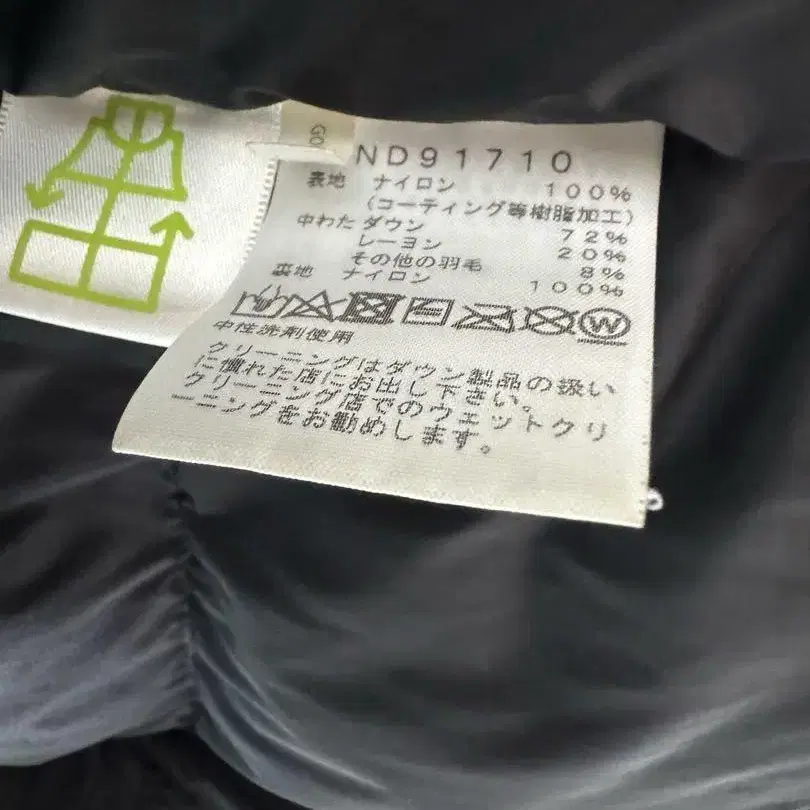 GO
ND91710
表地 ナイロン 100%
(コーティング等樹脂加工)
中わた ダウン 72%
レーヨン 20%
その他の羽毛 8%
裏地 ナイロン 100%
W
中性洗剤使用
クリーニングはダウン製品の扱い
に慣れた店にお出し下さい。
クリーニング店でのウェットクリ
ーニングをお勧めします。